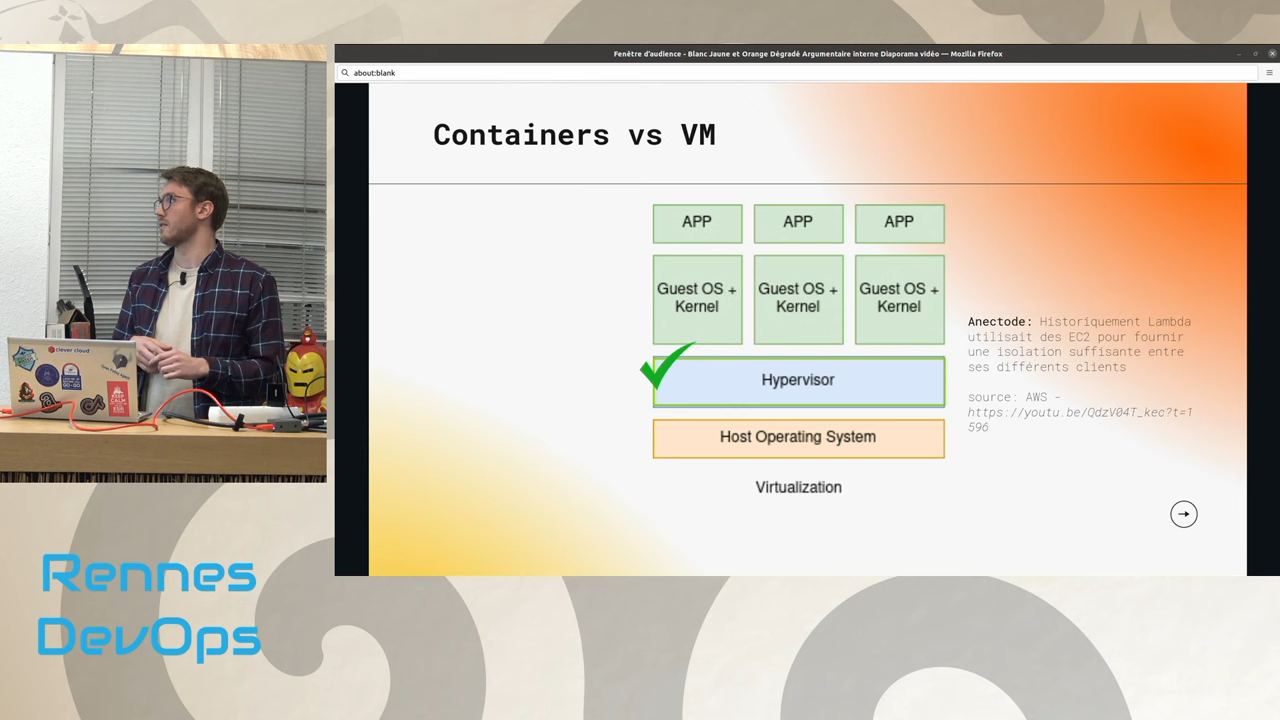 Fenêtre d'audience - Blanc Jaune et Orange Dégradé Argumentaire Interne Diaporama vidéo — Mozilla Firefox
about:blank
Containers vs VM
APP
APP
APP
Guest OS +
Kernel
Guest OS +
Kernel
Guest OS +
Kernel
Hypervisor
Host Operating System
Virtualization
Anectode: Historiquement Lambda
utilisait des EC2 pour fournir
une isolation suffisante entre
ses différents clients
source: AWS -
https://youtu.be/QdzV04T_kec?t=1
596
clever cloud
KEEP
CALM
Rennes
DevOps